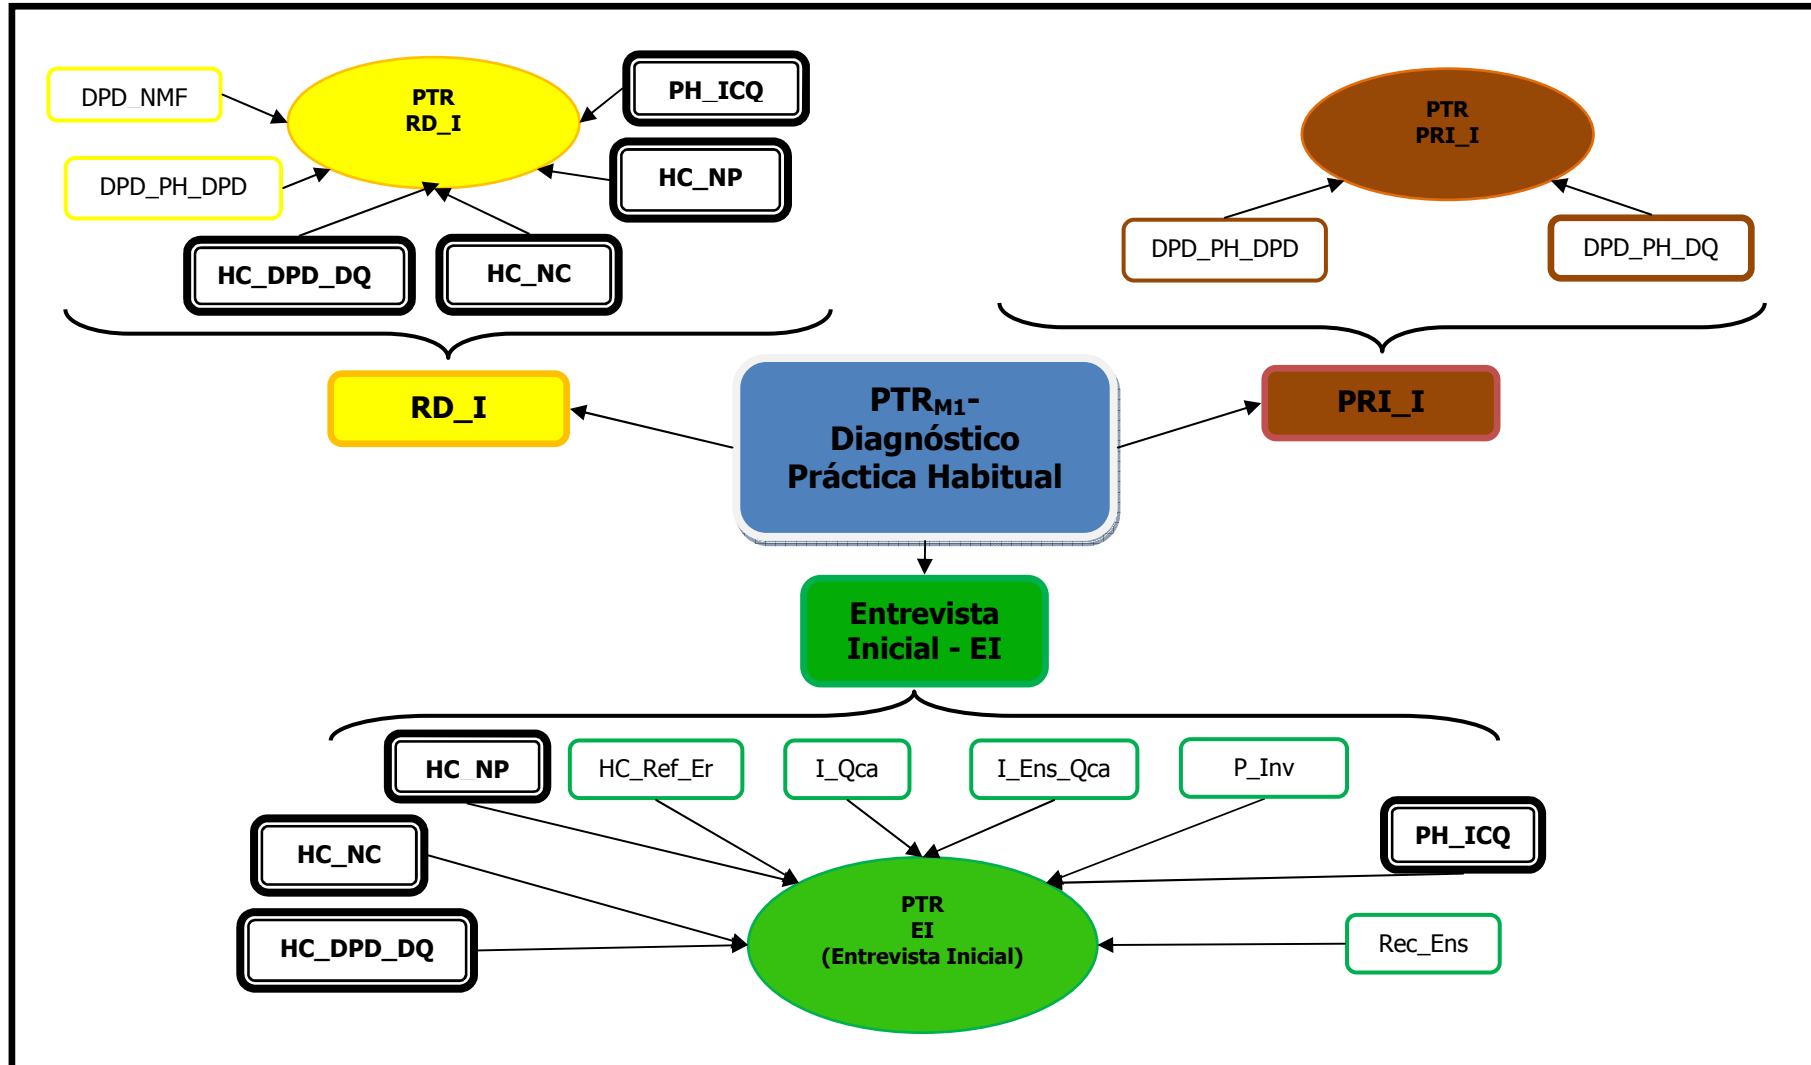 DPD_NMF
PTR
RD_I
PH_ICQ
DPD_PH_DPD
HC_NP
HC_DPD_DQ
HC_NC
PTR
PRI_I
DPD_PH_DPD
DPD_PH_DQ
RD_I
PTRM1-
Diagnóstico
Práctica Habitual
PRI_I
Entrevista
Inicial - EI
HC_NP
HC_Ref_Er
I_Qca
I_Ens_Qca
P_Inv
PH_ICQ
HC_NC
HC_DPD_DQ
PTR
EI
(Entrevista Inicial)
Rec_Ens